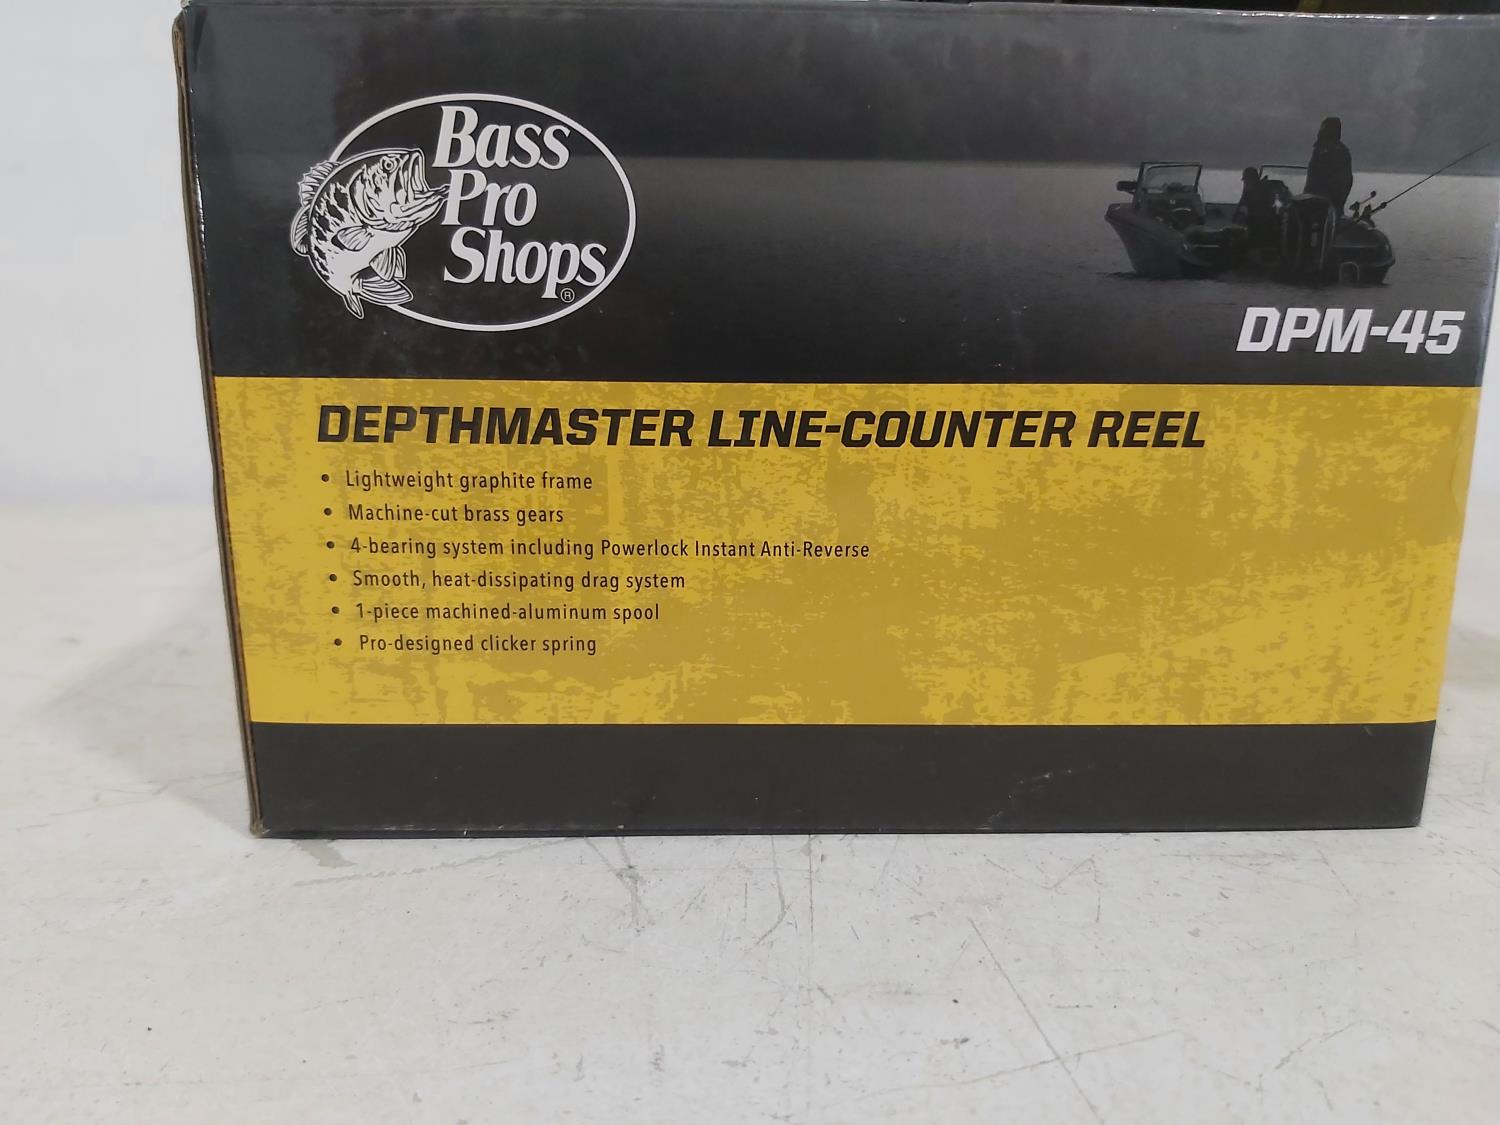 Bass
Pro
Shops®
DPM-45
DEPTHMASTER LINE-COUNTER REEL
• Lightweight graphite frame
• Machine-cut brass gears
• 4-bearing system including Powerlock Instant Anti-Reverse
• Smooth, heat-dissipating drag system
• 1-piece machined-aluminum spool
• Pro-designed clicker spring